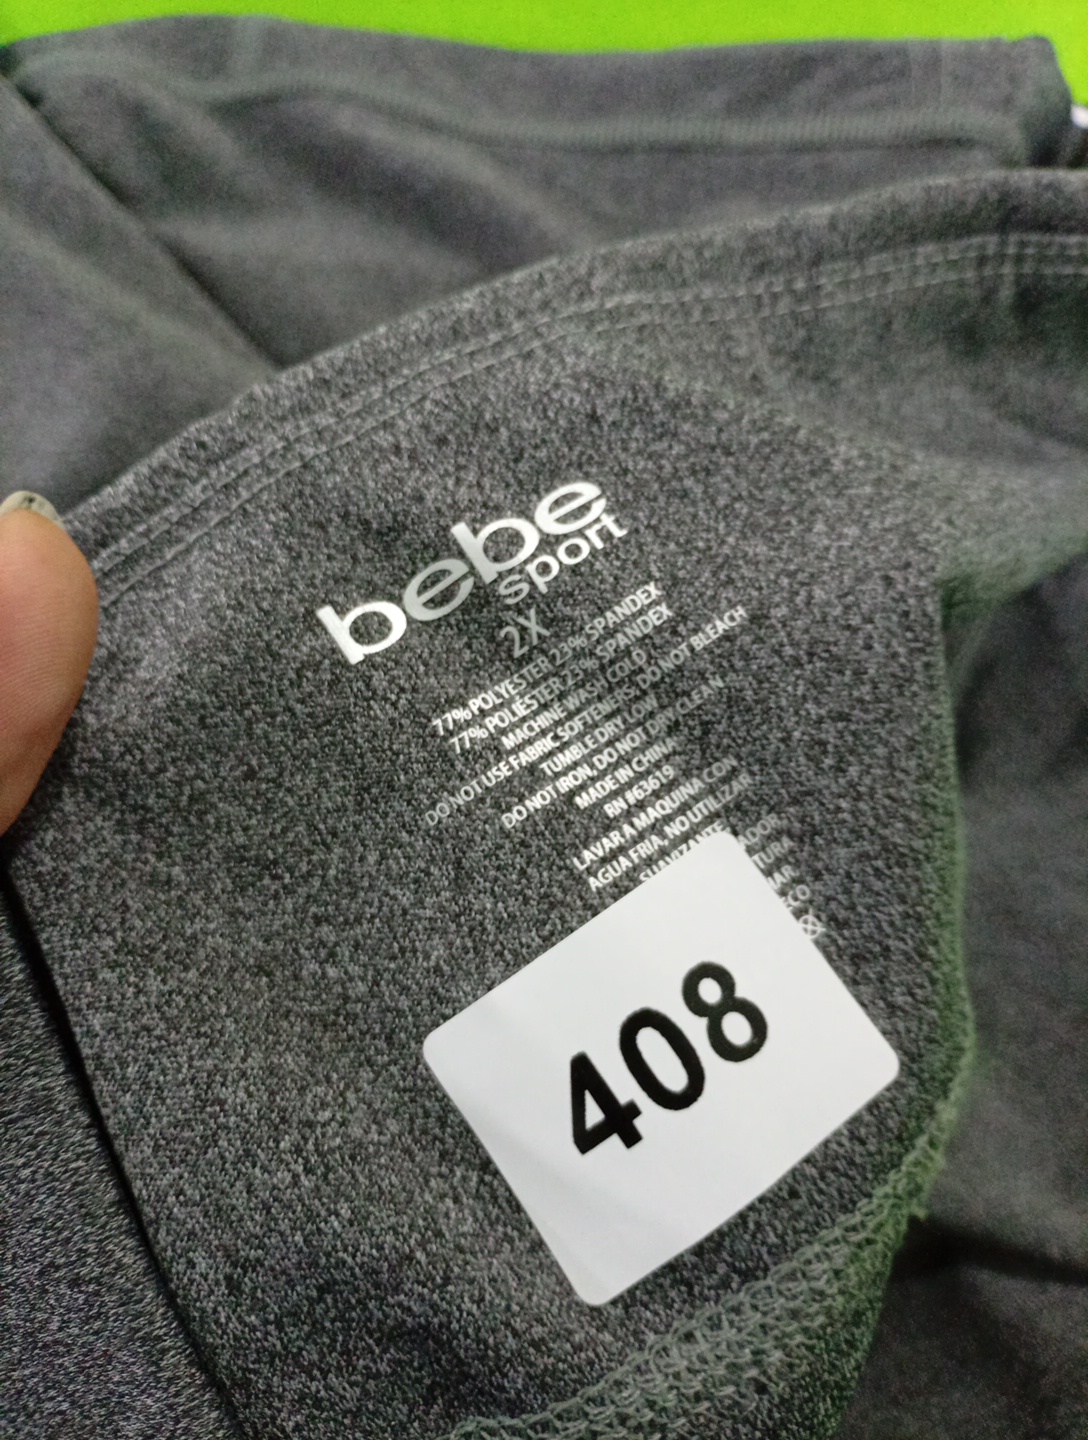 bebe
sport
2X
77% POLYESTER 23% SPANDEX
77% POLIÉSTER 23% SPANDEX
MACHINE WASH COLD
DO NOT USE FABRIC SOFTENERS. DO NOT BLEACH
TUMBLE DRY LOW
DO NOT IRON, DO NOT DRY CLEAN
MADE IN CHINA
RN #63619
LAVAR A MAQUINA CON
AGUA FRIA, NO UTILIZAR
SUAVIZANTE
408